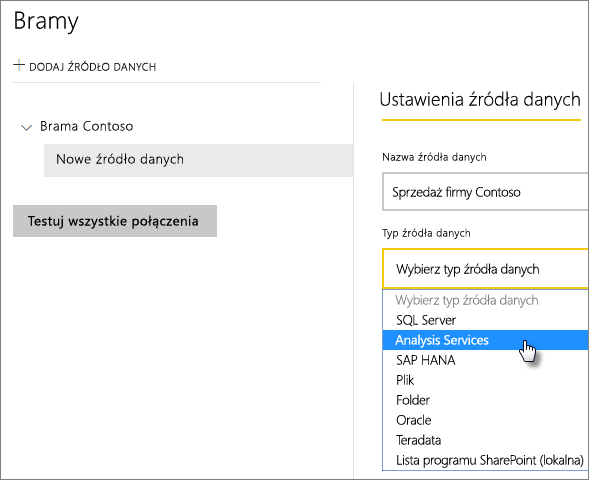 Bramy
+ DODAJ ŹRÓDŁO DANYCH
Brama Contoso
Nowe źródło danych
Testuj wszystkie połączenia
Ustawienia źródła danych
Nazwa źródła danych
Sprzedaż firmy Contoso
Typ źródła danych
Wybierz typ źródła danych
Wybierz typ źródła danych
SQL Server
Analysis Services
SAP HANA
Plik
Folder
Oracle
Teradata
Lista programu SharePoint (lokalna)